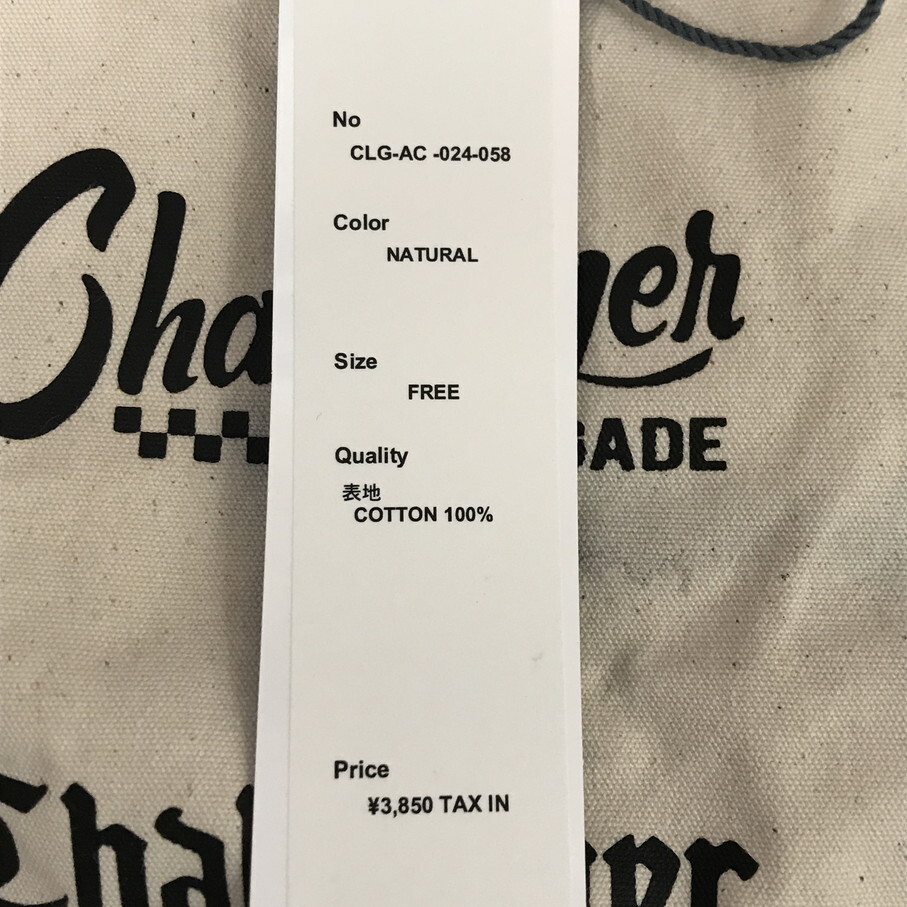 No
CLG-AC -024-058
Color
NATURAL
Size
FREE
Quality
表地
COTTON 100%
Price
¥3,850 TAX IN